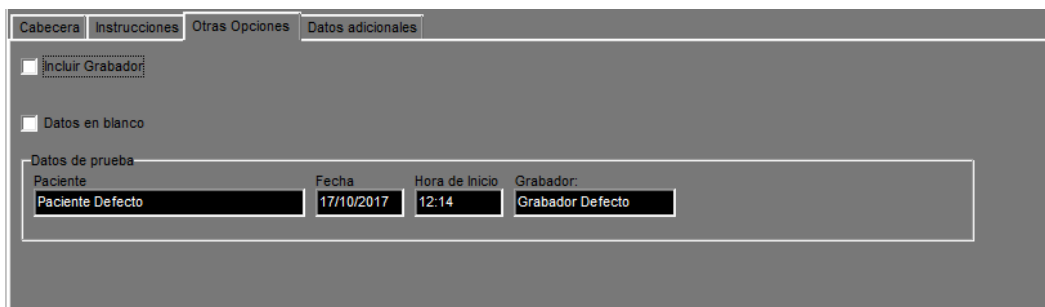 Cabecera Instrucciones Otras Opciones Datos adicionales
Incluir Grabador
Datos en blanco
Datos de prueba
Paciente Fecha Hora de Inicio Grabador:
Paciente Defecto 17/10/2017 12:14 Grabador Defecto